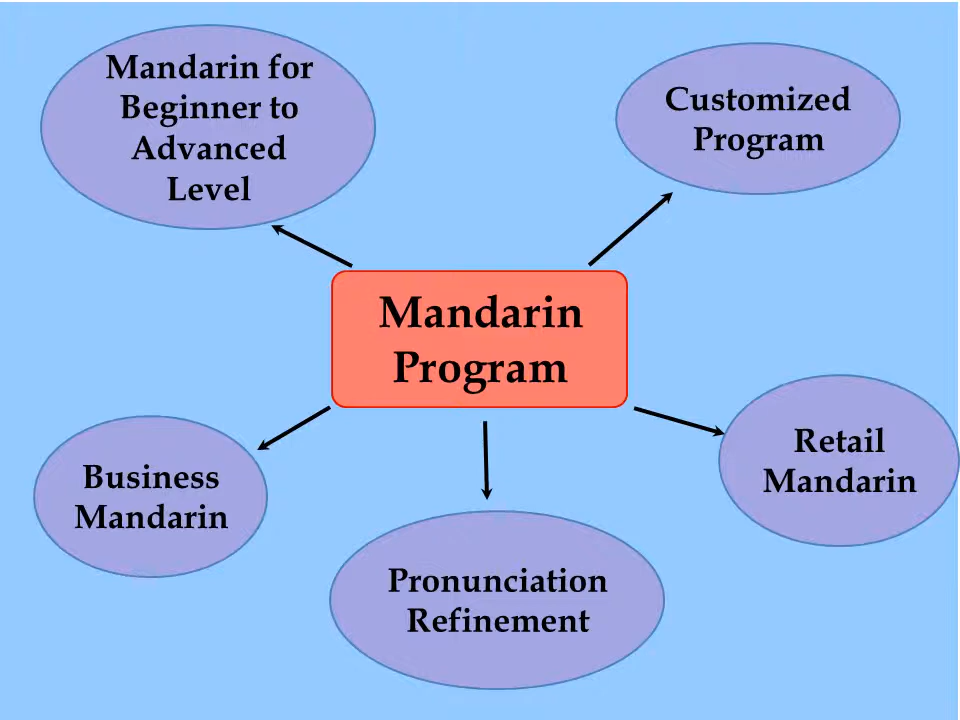 Mandarin for
Beginner to
Advanced
Level
Customized
Program
Mandarin
Program
Business
Mandarin
Pronunciation
Refinement
Retail
Mandarin